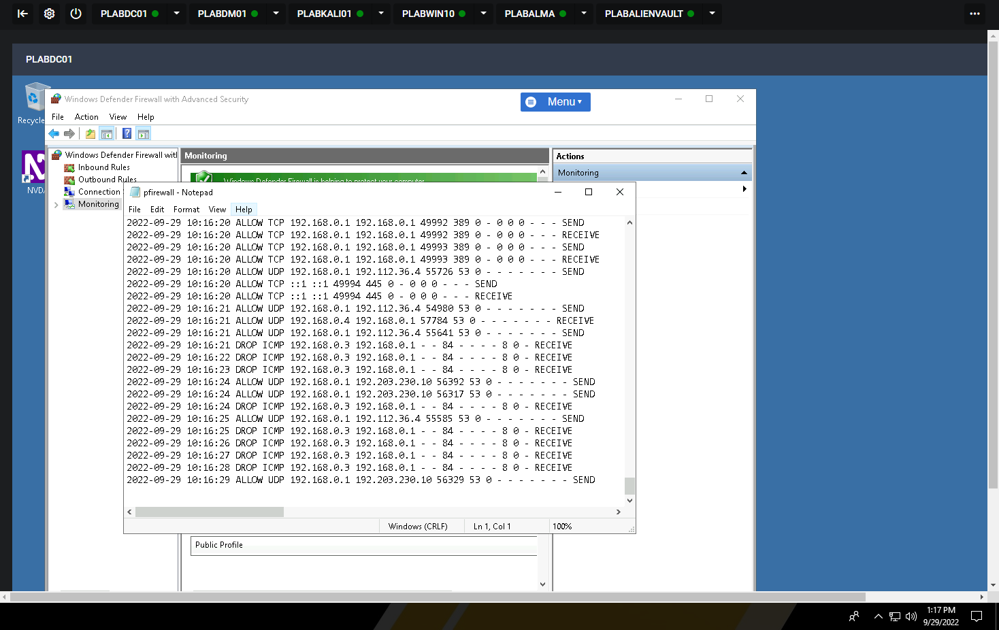 PLABDC01 PLABDM01 PLABKALI01 PLABWIN10 PLABALMA PLABALIENVAULT
PLABDC01
Recycle
NVDA
Windows Defender Firewall with Advanced Security
Menu
File Action View Help
Windows Defender Firewall with
Inbound Rules
Outbound Rules
Connection
Monitoring
Monitoring
Windows Defender Firewall is helping to protect your computer
Actions
Monitoring
pfirewall - Notepad
File Edit Format View Help
2022-09-29 10:16:20 ALLOW TCP 192.168.0.1 192.168.0.1 49992 389 0 - 0 0 0 - - - SEND
2022-09-29 10:16:20 ALLOW TCP 192.168.0.1 192.168.0.1 49992 389 0 - 0 0 0 - - - RECEIVE
2022-09-29 10:16:20 ALLOW TCP 192.168.0.1 192.168.0.1 49993 389 0 - 0 0 0 - - - SEND
2022-09-29 10:16:20 ALLOW TCP 192.168.0.1 192.168.0.1 49993 389 0 - 0 0 0 - - - RECEIVE
2022-09-29 10:16:20 ALLOW UDP 192.168.0.1 192.112.36.4 55726 53 0 - - - - - - - SEND
2022-09-29 10:16:20 ALLOW TCP ::1 ::1 49994 445 0 - 0 0 0 - - - SEND
2022-09-29 10:16:20 ALLOW TCP ::1 ::1 49994 445 0 - 0 0 0 - - - RECEIVE
2022-09-29 10:16:21 ALLOW UDP 192.168.0.1 192.112.36.4 54980 53 0 - - - - - - - SEND
2022-09-29 10:16:21 ALLOW UDP 192.168.0.4 192.168.0.1 57784 53 0 - - - - - - - RECEIVE
2022-09-29 10:16:21 ALLOW UDP 192.168.0.1 192.112.36.4 55641 53 0 - - - - - - - SEND
2022-09-29 10:16:21 DROP ICMP 192.168.0.3 192.168.0.1 - - 84 - - - - 8 0 - RECEIVE
2022-09-29 10:16:22 DROP ICMP 192.168.0.3 192.168.0.1 - - 84 - - - - 8 0 - RECEIVE
2022-09-29 10:16:23 DROP ICMP 192.168.0.3 192.168.0.1 - - 84 - - - - 8 0 - RECEIVE
2022-09-29 10:16:24 ALLOW UDP 192.168.0.1 192.203.230.10 56392 53 0 - - - - - - - SEND
2022-09-29 10:16:24 ALLOW UDP 192.168.0.1 192.203.230.10 56317 53 0 - - - - - - - SEND
2022-09-29 10:16:24 DROP ICMP 192.168.0.3 192.168.0.1 - - 84 - - - - 8 0 - RECEIVE
2022-09-29 10:16:25 ALLOW UDP 192.168.0.1 192.112.36.4 55585 53 0 - - - - - - - SEND
2022-09-29 10:16:25 DROP ICMP 192.168.0.3 192.168.0.1 - - 84 - - - - 8 0 - RECEIVE
2022-09-29 10:16:26 DROP ICMP 192.168.0.3 192.168.0.1 - - 84 - - - - 8 0 - RECEIVE
2022-09-29 10:16:27 DROP ICMP 192.168.0.3 192.168.0.1 - - 84 - - - - 8 0 - RECEIVE
2022-09-29 10:16:28 DROP ICMP 192.168.0.3 192.168.0.1 - - 84 - - - - 8 0 - RECEIVE
2022-09-29 10:16:29 ALLOW UDP 192.168.0.1 192.203.230.10 56329 53 0 - - - - - - - SEND
Windows (CRLF) Ln 1, Col 1 100%
Public Profile
1:17 PM
9/29/2022